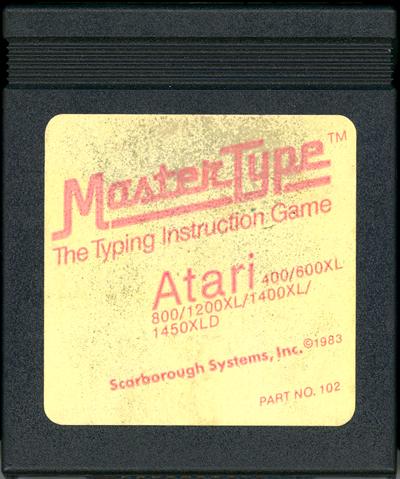 MasterType™
The Typing Instruction Game
Atari 400/600XL
800/1200XL/1400XL/
1450XLD
Scarborough Systems, Inc. ©1983
PART NO. 102